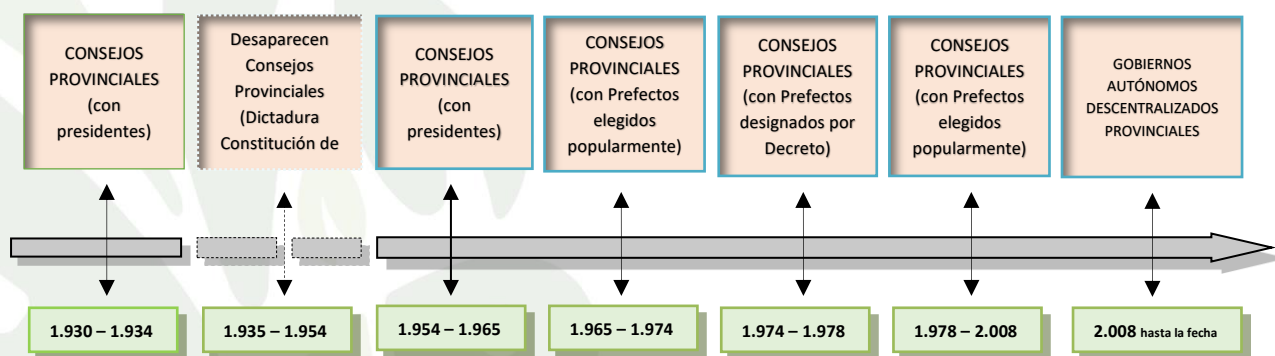 CONSEJOS
PROVINCIALES
(con
presidentes)
Desaparecen
Consejos
Provinciales
(Dictadura
Constitución de
CONSEJOS
PROVINCIALES
(con
presidentes)
CONSEJOS
PROVINCIALES
(con Prefectos
elegidos
popularmente)
CONSEJOS
PROVINCIALES
(con Prefectos
designados por
Decreto)
CONSEJOS
PROVINCIALES
(con Prefectos
elegidos
popularmente)
GOBIERNOS
AUTÓNOMOS
DESCENTRALIZADOS
PROVINCIALES
1.930 – 1.934
1.935 – 1.954
1.954 – 1.965
1.965 – 1.974
1.974 – 1.978
1.978 – 2.008
2.008 hasta la fecha